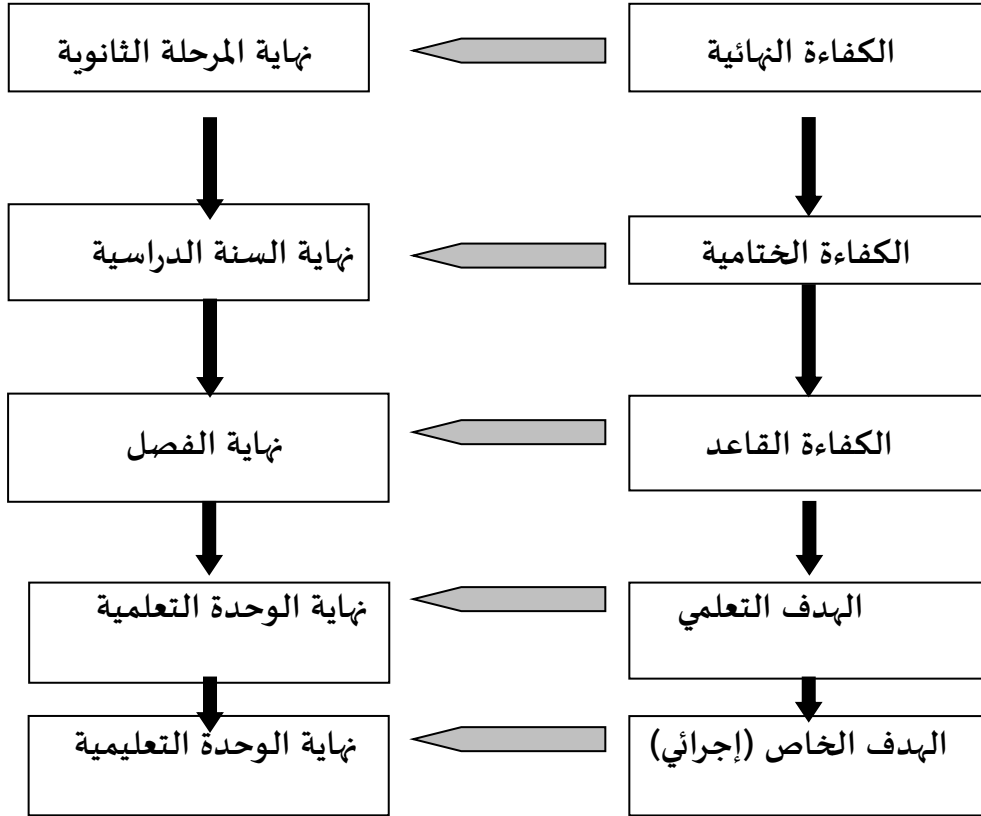 الكفاءة النهائية
نهاية المرحلة الثانوية
الكفاءة الختامية
نهاية السنة الدراسية
الكفاءة القاعد
نهاية الفصل
الهدف التعلمي
نهاية الوحدة التعلمية
الهدف الخاص (إجرائي)
نهاية الوحدة التعليمية